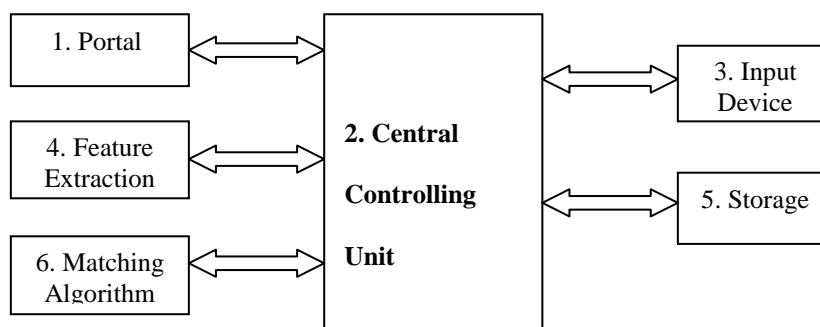 1. Portal
4. Feature
Extraction
6. Matching
Algorithm
2. Central
Controlling
Unit
3. Input
Device
5. Storage